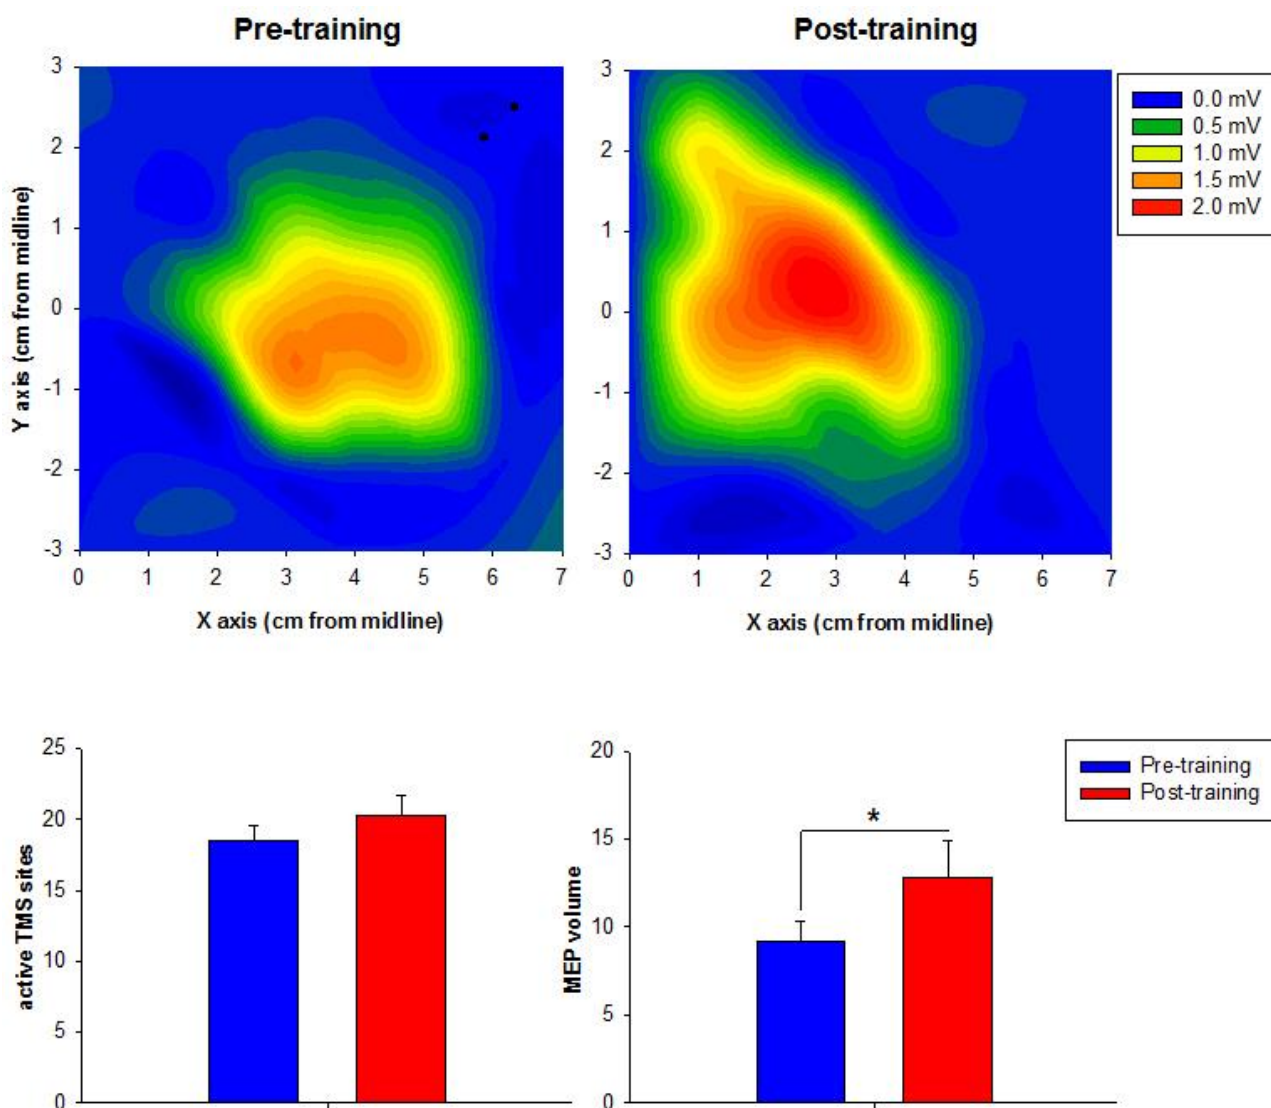 Pre-training
Post-training
3
2
1
0
-1
-2
-3
Y axis (cm from midline)
0 1 2 3 4 5 6 7
X axis (cm from midline)
3
2
1
0
-1
-2
-3
0 1 2 3 4 5 6 7
X axis (cm from midline)
0.0 mV
0.5 mV
1.0 mV
1.5 mV
2.0 mV
25
20
15
10
5
0
active TMS sites
20
15
10
5
0
MEP volume
*
Pre-training
Post-training